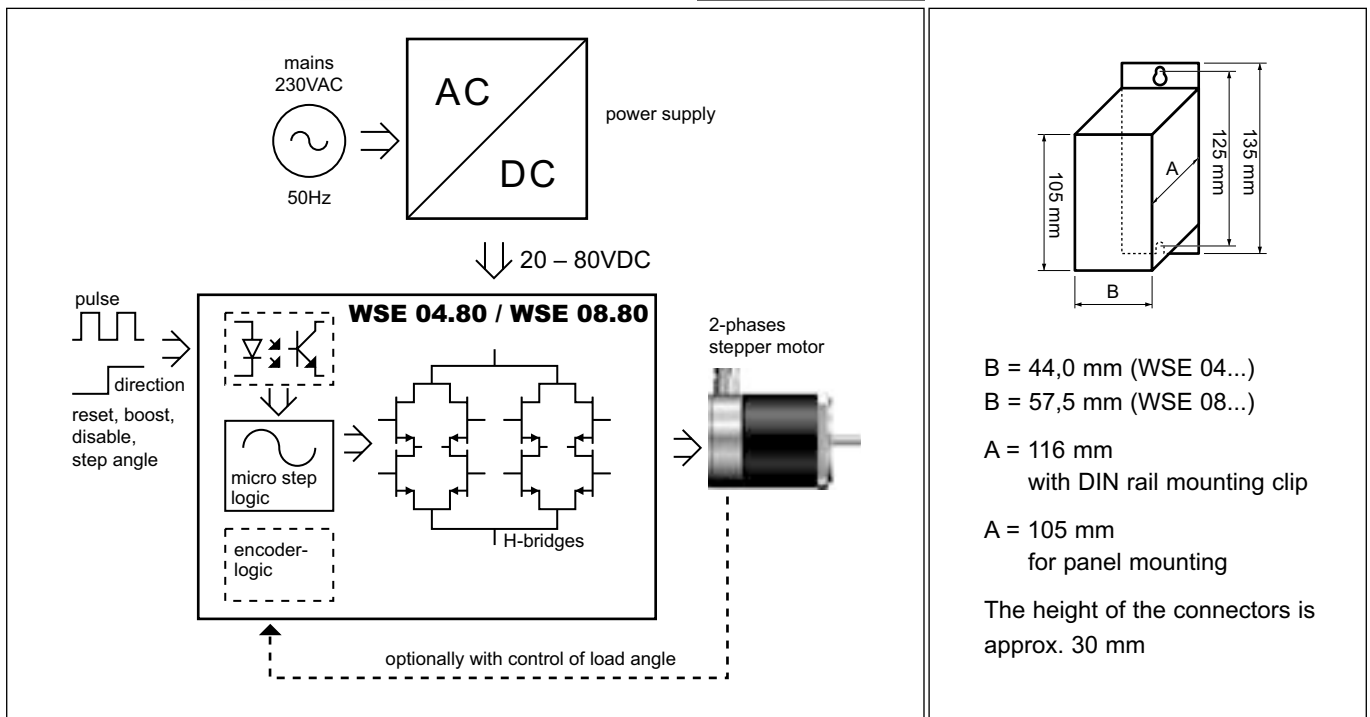 mains
230VAC
50Hz
AC
DC
power supply
20 – 80VDC
pulse
direction
reset, boost,
disable,
step angle
WSE 04.80 / WSE 08.80
micro step
logic
encoder-
logic
H-bridges
2-phases
stepper motor
optionally with control of load angle
105 mm
A
125 mm
135 mm
B
B = 44,0 mm (WSE 04...)
B = 57,5 mm (WSE 08...)
A = 116 mm
with DIN rail mounting clip
A = 105 mm
for panel mounting
The height of the connectors is
approx. 30 mm